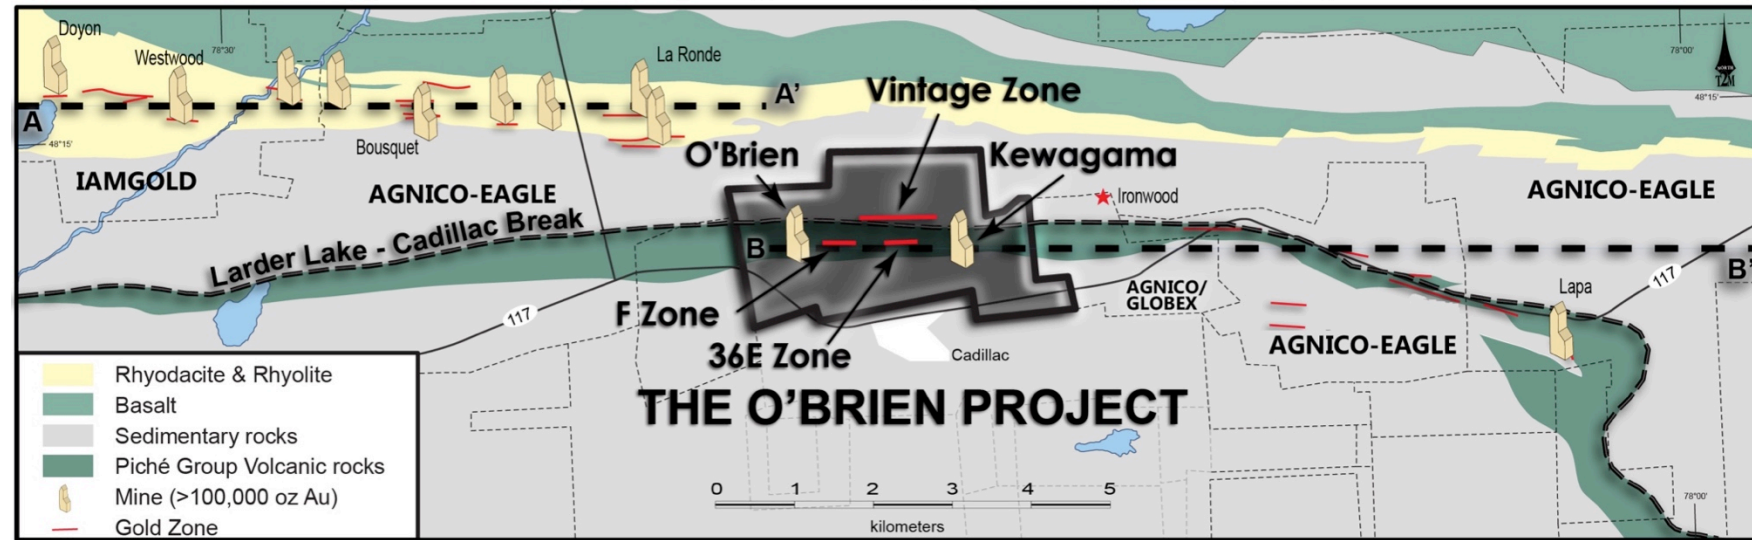 Doyon
78°30'
Westwood
La Ronde
78°00'
48°15'
A
A'
48°15'
Bousquet
IAMGOLD
AGNICO-EAGLE
Vintage Zone
O'Brien
Kewagama
Ironwood
AGNICO-EAGLE
Larder Lake - Cadillac Break
B
B'
117
117
F Zone
36E Zone
AGNICO/
GLOBEX
Lapa
AGNICO-EAGLE
Cadillac
THE O'BRIEN PROJECT
Rhyodacite & Rhyolite
Basalt
Sedimentary rocks
Piché Group Volcanic rocks
Mine (>100,000 oz Au)
Gold Zone
0 1 2 3 4 5
kilometers
78°00'